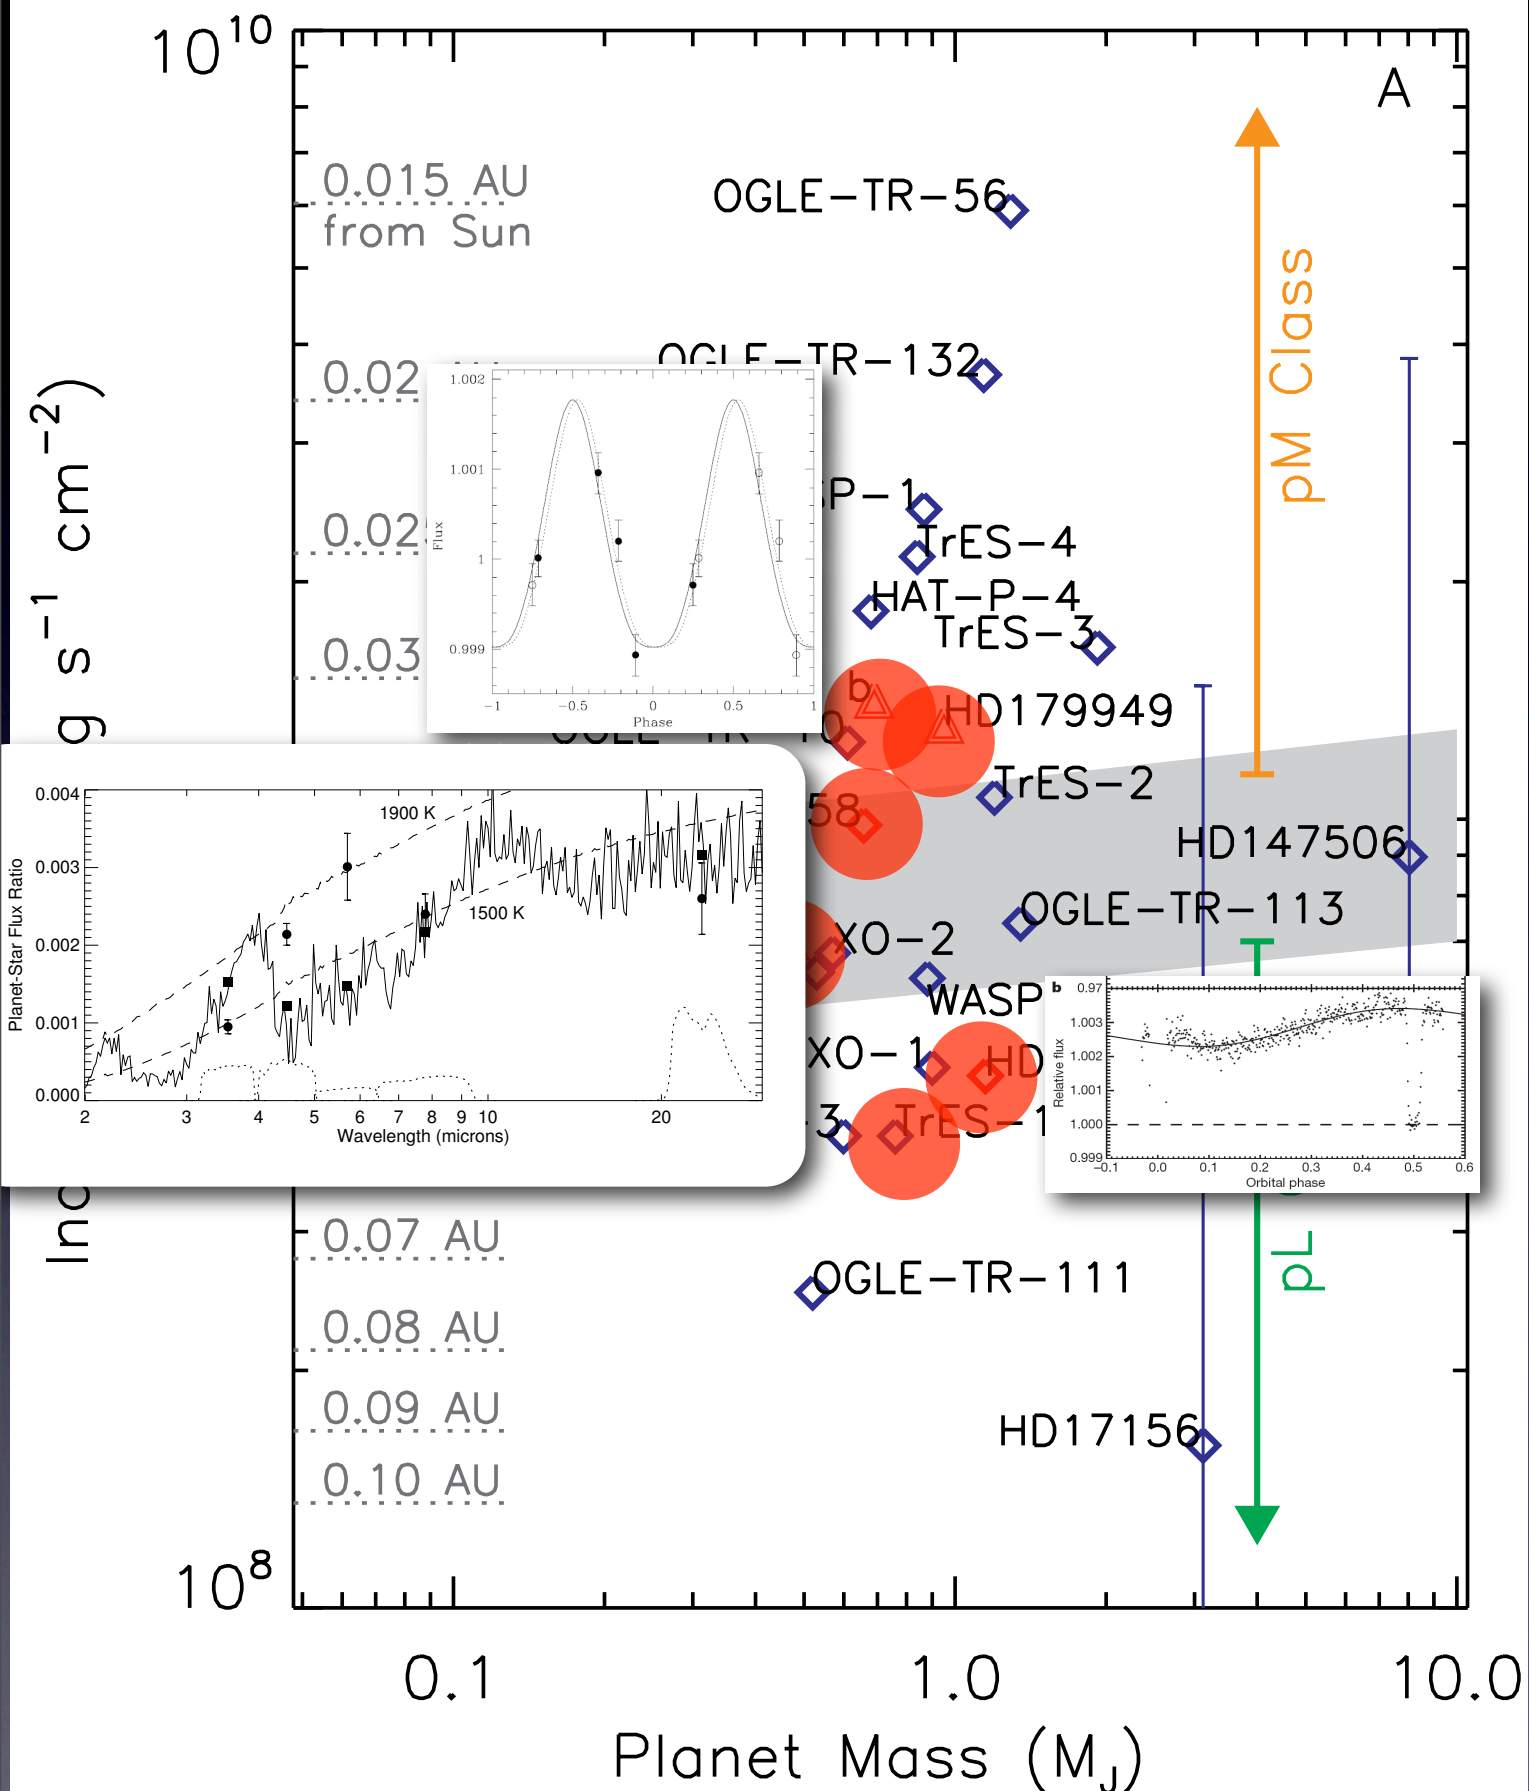 10^10
A
0.015 AU
from Sun
OGLE-TR-56
OGLE-TR-132
0.02
pM Class
g s^-1 cm^-2)
1.002
1.001
1
0.999
Flux
-1 -0.5 0 0.5 1
Phase
P-1
TrES-4
HAT-P-4
TrES-3
0.03
b
HD179949
TrES-2
58
HD147506
OGLE-TR-113
XO-2
WASP
XO-1
HD
-3
TrES-1
0.004
0.003
0.002
0.001
0.000
Planet-Star Flux Ratio
1900 K
1500 K
2 3 4 5 6 7 8 9 10 20
Wavelength (microns)
b
0.97
1.003
1.002
1.001
1.000
0.999
Relative flux
-0.1 0.0 0.1 0.2 0.3 0.4 0.5 0.6
Orbital phase
Inc
0.07 AU
OGLE-TR-111
pL
0.08 AU
0.09 AU
HD17156
0.10 AU
10^8
0.1 1.0 10.0
Planet Mass (M_J)